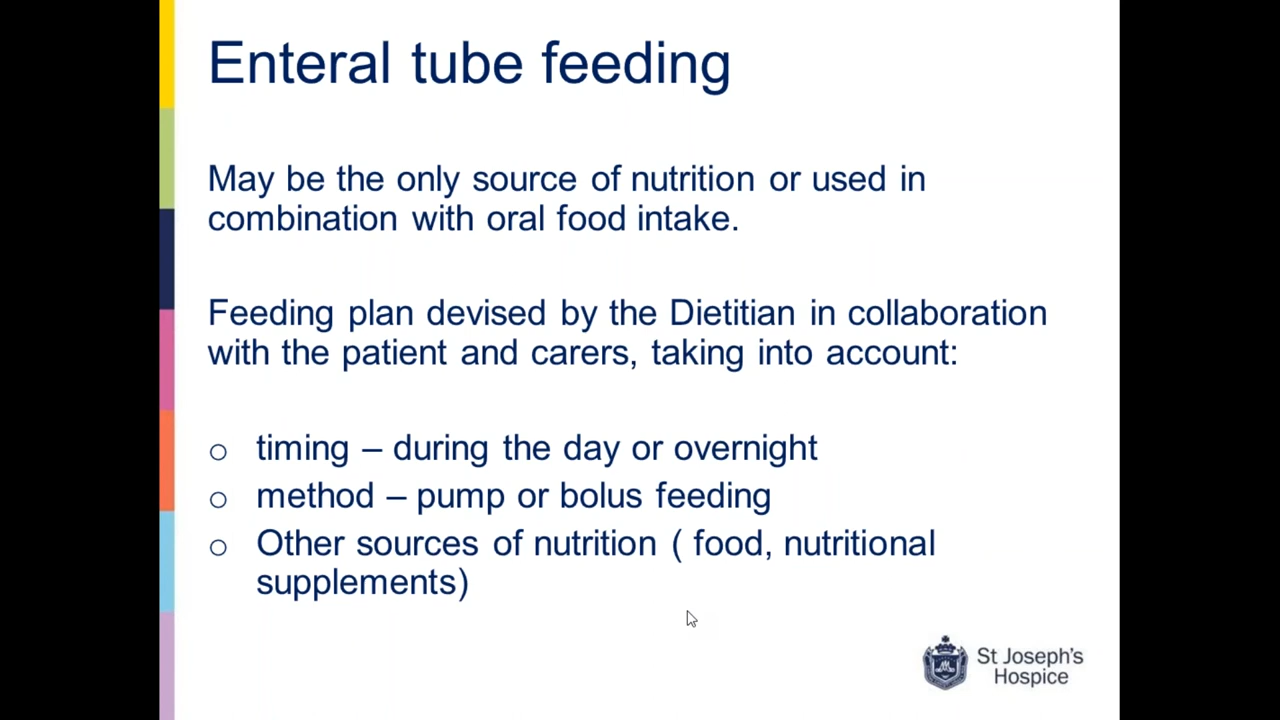 Enteral tube feeding
May be the only source of nutrition or used in
combination with oral food intake.
Feeding plan devised by the Dietitian in collaboration
with the patient and carers, taking into account:
o timing – during the day or overnight
o method – pump or bolus feeding
o Other sources of nutrition ( food, nutritional
supplements)
St Joseph's
Hospice